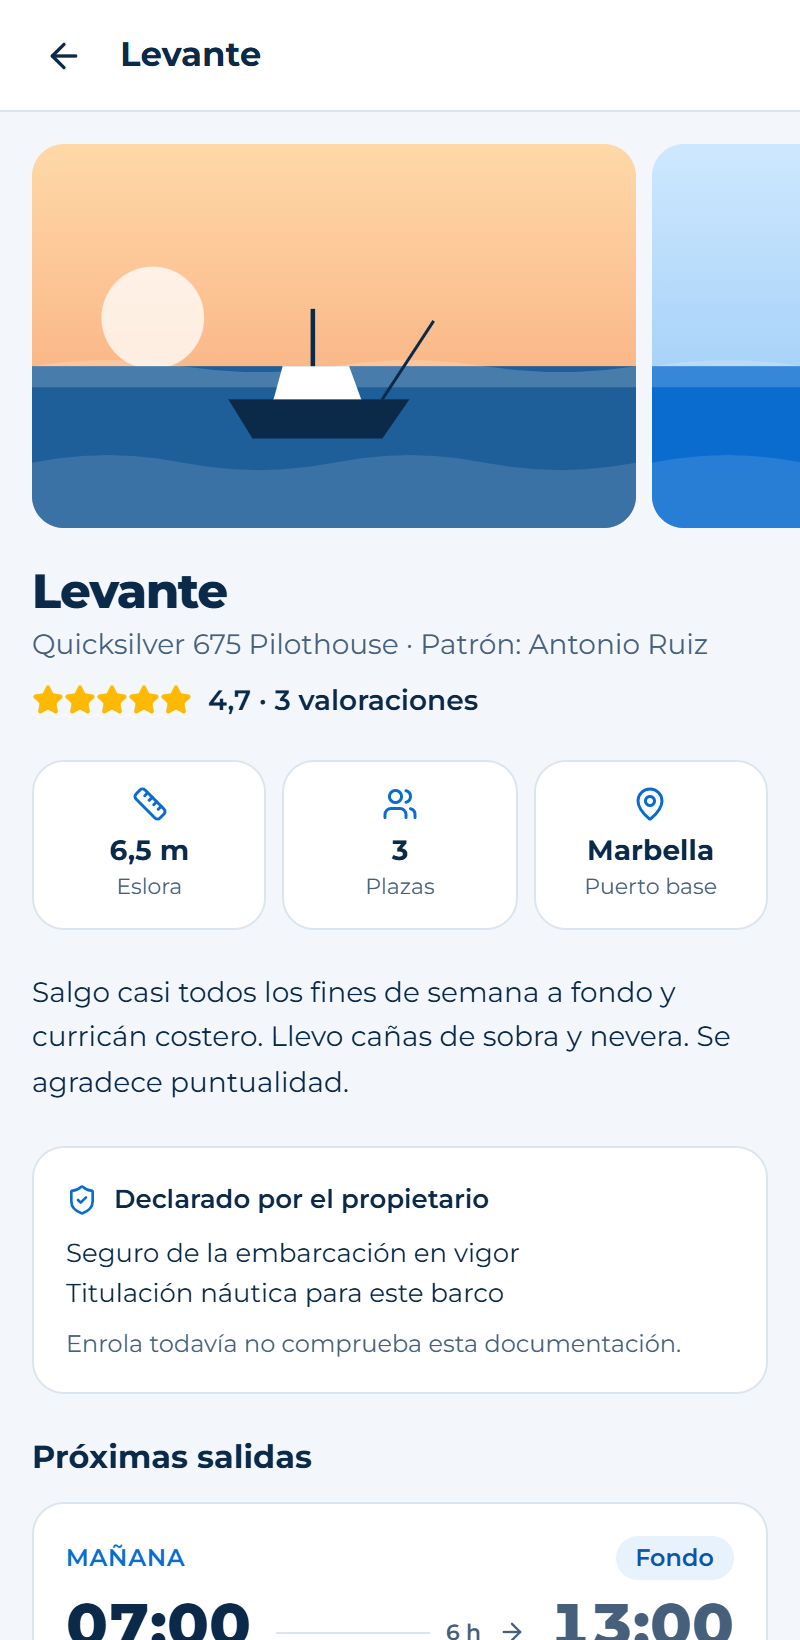 Levante
Levante
Quicksilver 675 Pilothouse · Patrón: Antonio Ruiz
4,7 · 3 valoraciones
6,5 m
Eslora
3
Plazas
Marbella
Puerto base
Salgo casi todos los fines de semana a fondo y
curricán costero. Llevo cañas de sobra y nevera. Se
agradece puntualidad.
Declarado por el propietario
Seguro de la embarcación en vigor
Titulación náutica para este barco
Enrola todavía no comprueba esta documentación.
Próximas salidas
MAÑANA
Fondo
07:00
6 h
13:00